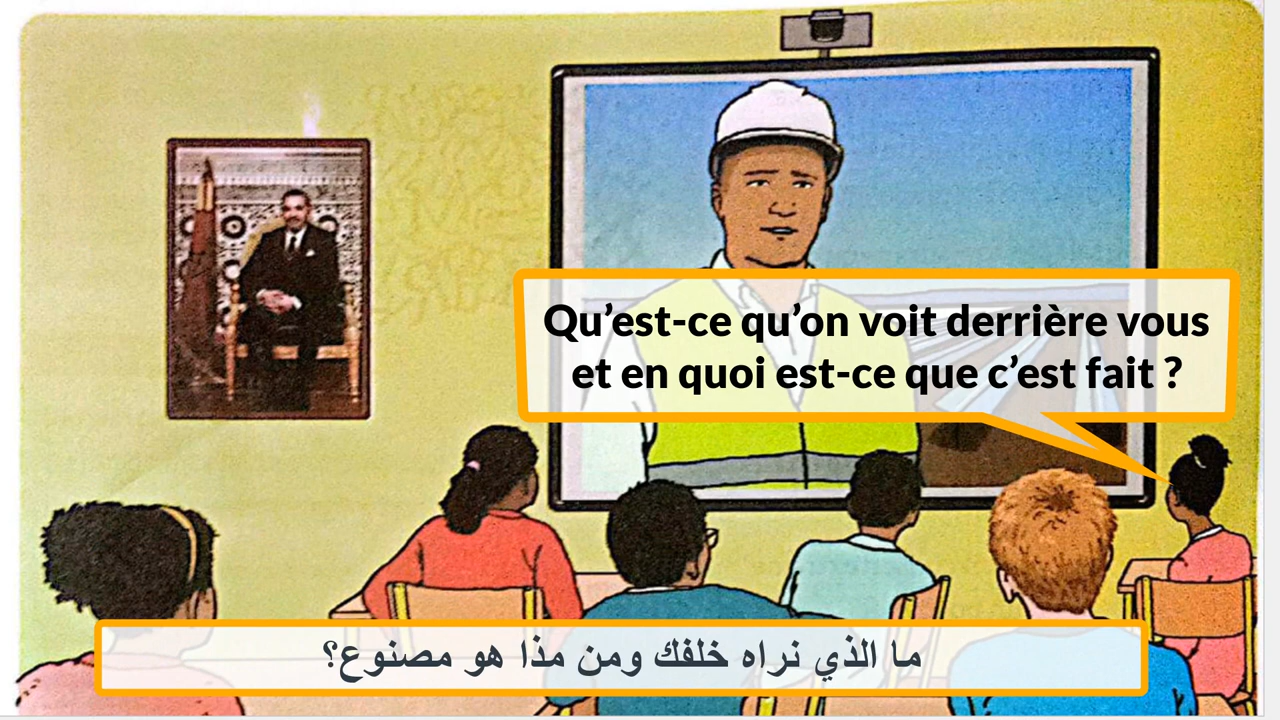 Qu’est-ce qu’on voit derrière vous
et en quoi est-ce que c’est fait ?
ما الذي نراه خلفك ومن مذا هو مصنوع؟